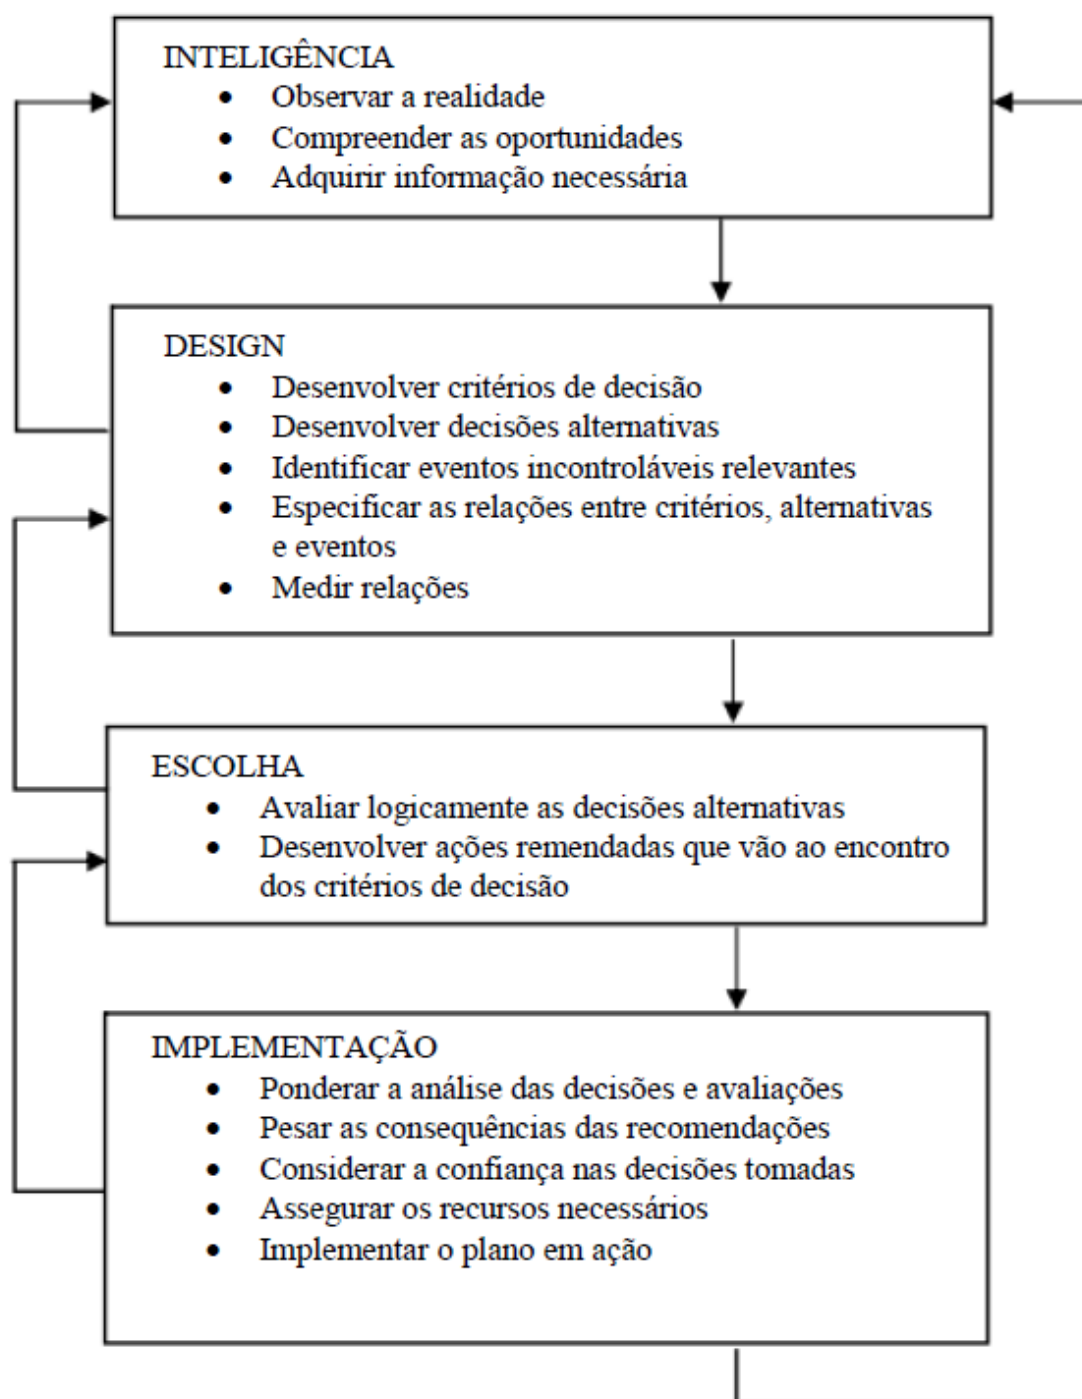 INTELIGÊNCIA
• Observar a realidade
• Compreender as oportunidades
• Adquirir informação necessária
DESIGN
• Desenvolver critérios de decisão
• Desenvolver decisões alternativas
• Identificar eventos incontroláveis relevantes
• Especificar as relações entre critérios, alternativas
e eventos
• Medir relações
ESCOLHA
• Avaliar logicamente as decisões alternativas
• Desenvolver ações remendadas que vão ao encontro
dos critérios de decisão
IMPLEMENTAÇÃO
• Ponderar a análise das decisões e avaliações
• Pesar as consequências das recomendações
• Considerar a confiança nas decisões tomadas
• Assegurar os recursos necessários
• Implementar o plano em ação